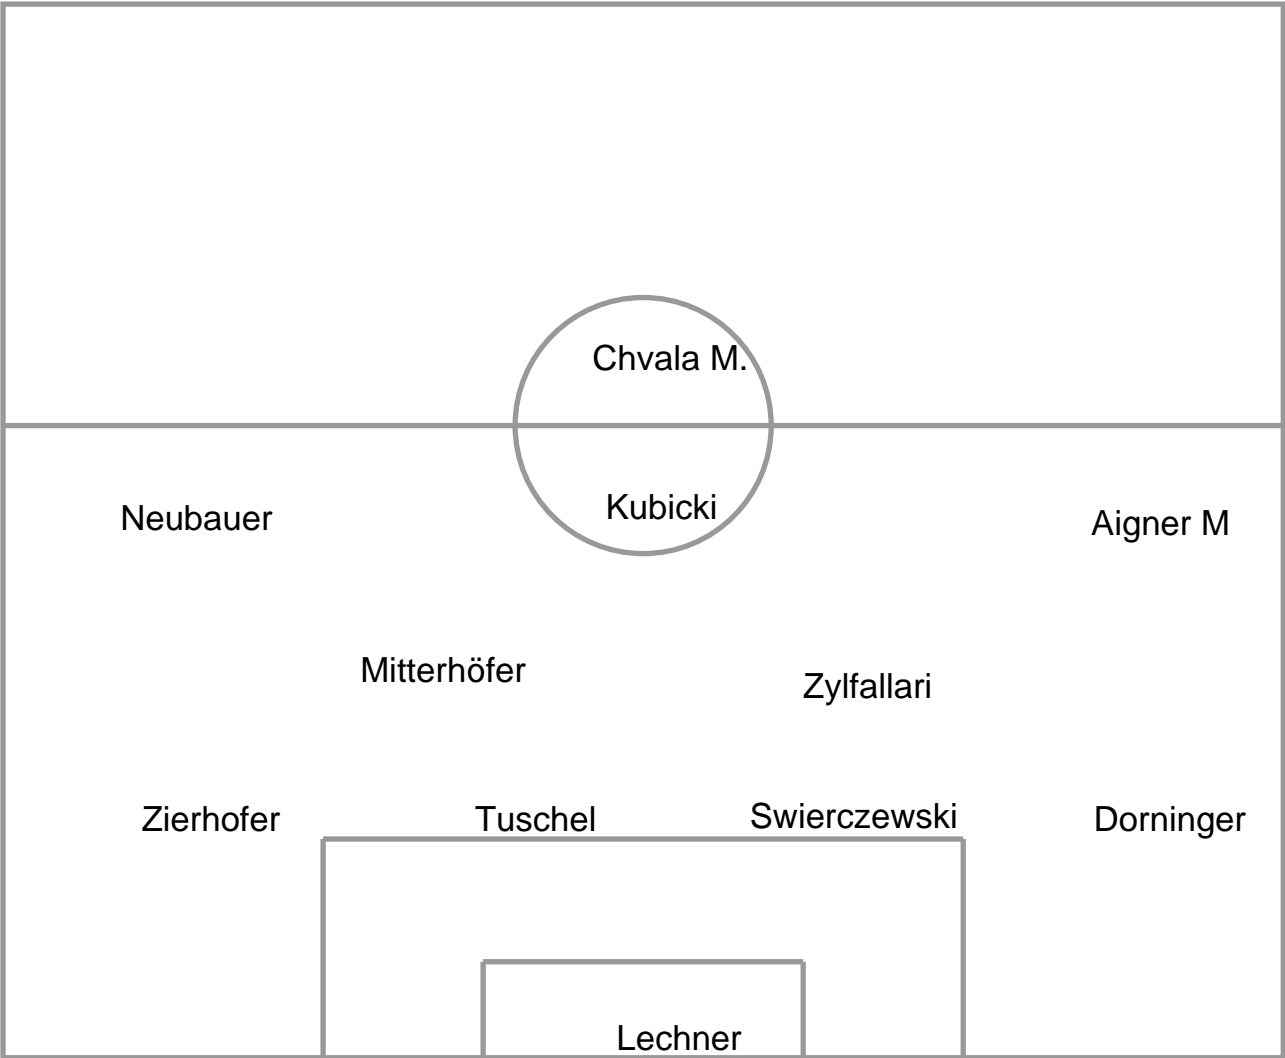 Chvala M.
Neubauer
Kubicki
Aigner M
Mitterhöfer
Zylfallari
Zierhofer
Tuschel
Swierczewski
Dorninger
Lechner